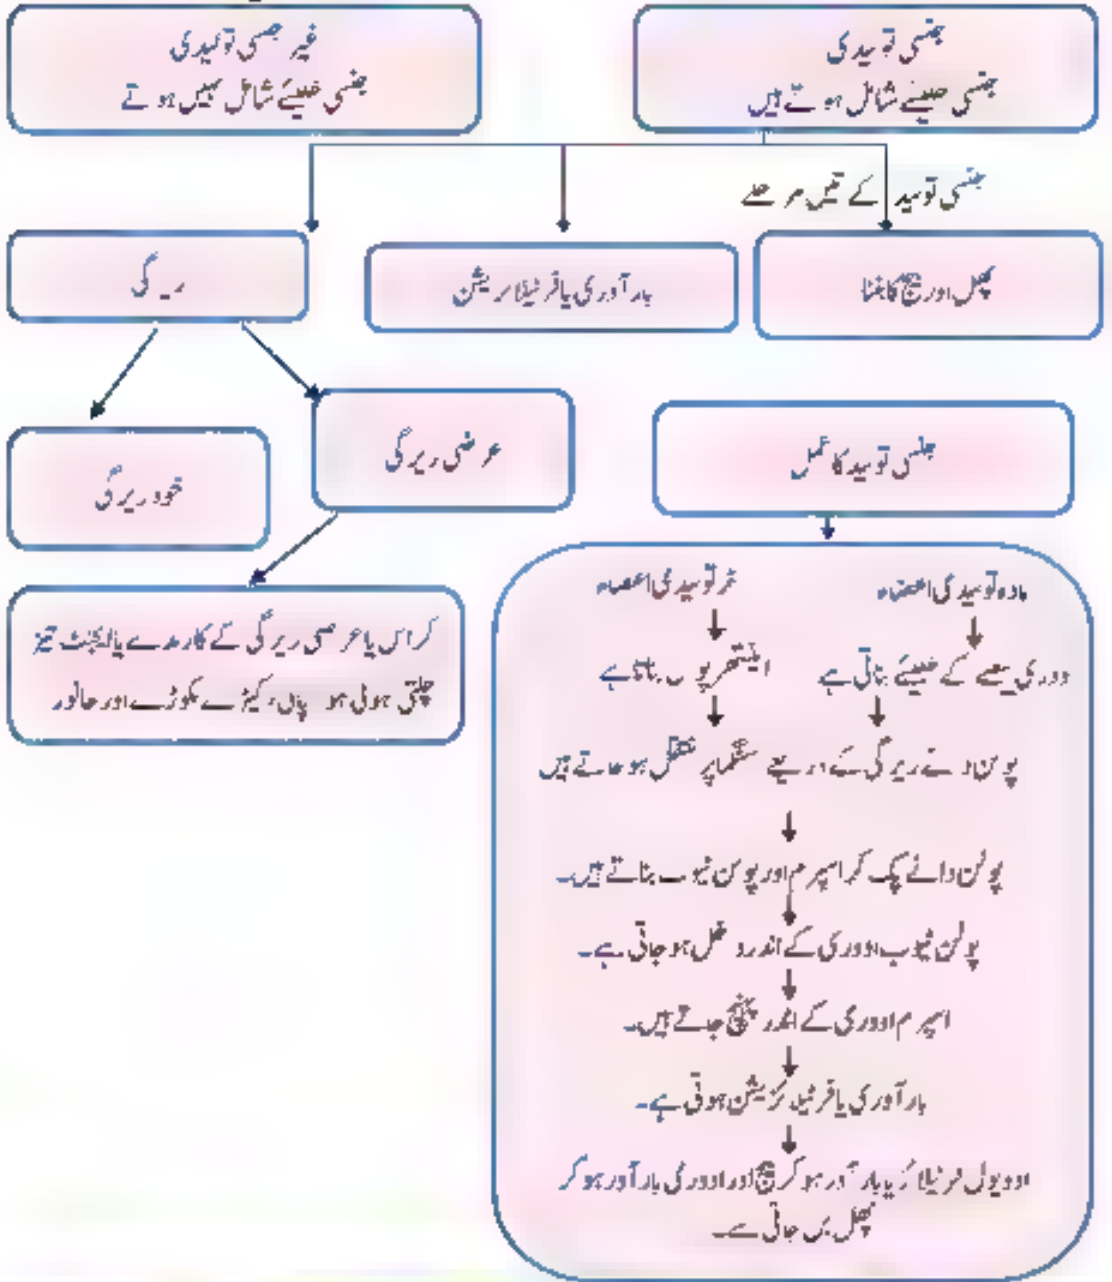 جنسی تولیدی
جنسی خلیئے شامل ہوتے ہیں
غیر جنسی تولیدی
جنسی خلیئے شامل نہیں ہوتے
جنسی تولید کے تین مرحلے
پھل اور بیج کا بننا
بار آوری یا فرٹیلائزیشن
زیرگی
عرضی زیرگی
خود زیرگی
کراس یا عرضی زیرگی کے کارندے یا ایجنٹ تیز
چلتی ہوئی ہوا، پانی، کیڑے مکوڑے اور جانور
جنسی تولید کا عمل
مادہ تولیدی اعضاء
نر تولیدی اعضاء
اووری بیضے کے خلیئے بناتی ہے
اینتھر پولن بناتا ہے
پولن دانے زیرگی کے ذریعے سٹگما پر منتقل ہو جاتے ہیں
پولن دانے پک کر اسپرم اور پولن ٹیوب بناتے ہیں۔
پولن ٹیوب اووری کے اندر داخل ہو جاتی ہے۔
اسپرم اووری کے اندر پہنچ جاتے ہیں۔
بار آوری یا فرٹیلائزیشن ہوتی ہے۔
اوویول فرٹیلائز یا بار آور ہو کر بیج اور اووری بار آور ہو کر
پھل بن جاتی ہے۔